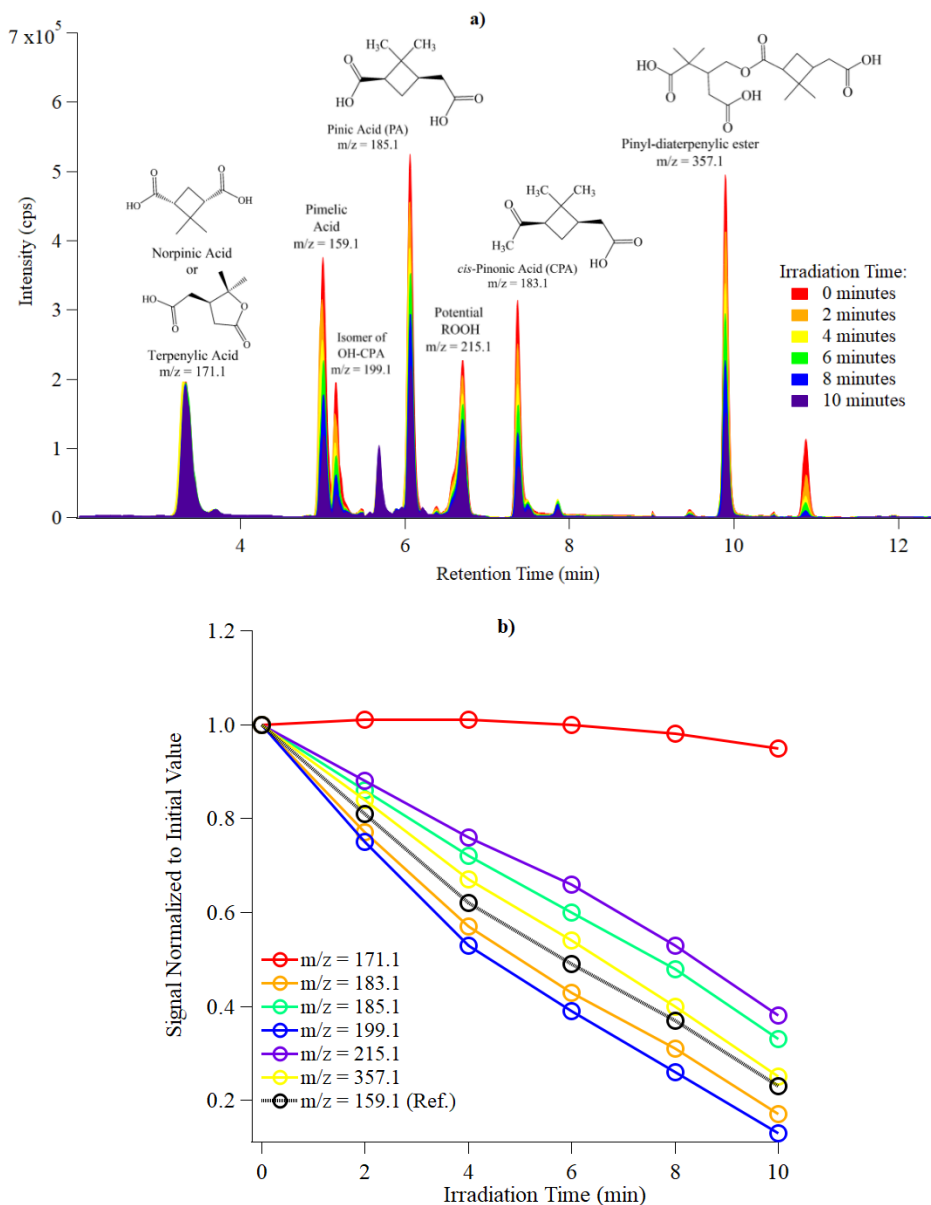 a)
7 x10⁵
6
5
4
3
2
1
0
Intensity (cps)
4
6
8
10
12
Retention Time (min)
O
O
HO
OH
Norpinic Acid
or
O
HO
O
O
Terpenylic Acid
m/z = 171.1
Pimelic
Acid
m/z = 159.1
Isomer of
OH-CPA
m/z = 199.1
H₃C
CH₃
O
HO
O
HO
Pinic Acid (PA)
m/z = 185.1
Potential
ROOH
m/z = 215.1
H₃C
CH₃
O
H₃C
O
HO
cis-Pinonic Acid (CPA)
m/z = 183.1
O
O
OH
HO
O
O
OH
O
Pinyl-diaterpenylic ester
m/z = 357.1
Irradiation Time:
0 minutes
2 minutes
4 minutes
6 minutes
8 minutes
10 minutes
b)
1.2
1.0
0.8
0.6
0.4
0.2
Signal Normalized to Initial Value
m/z = 171.1
m/z = 183.1
m/z = 185.1
m/z = 199.1
m/z = 215.1
m/z = 357.1
m/z = 159.1 (Ref.)
0
2
4
6
8
10
Irradiation Time (min)